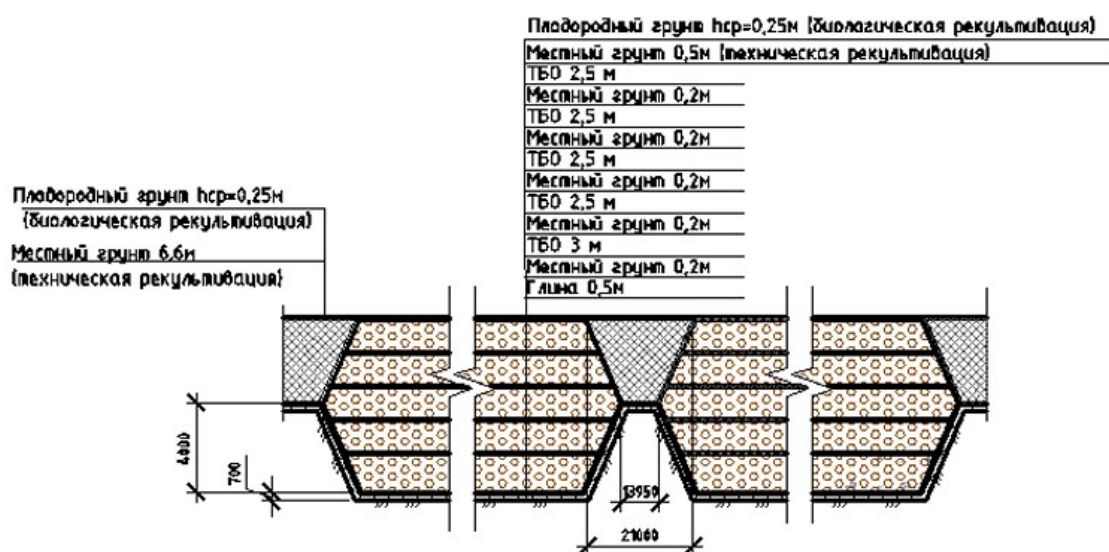 Плодородный грунт hср=0,25м (биологическая рекультивация)
Местный грунт 0,5м (техническая рекультивация)
ТБО 2,5 м
Местный грунт 0,2м
ТБО 2,5 м
Местный грунт 0,2м
ТБО 2,5 м
Местный грунт 0,2м
ТБО 2,5 м
Местный грунт 0,2м
ТБО 3 м
Местный грунт 0,2м
Глина 0,5м
Плодородный грунт hср=0,25м
(биологическая рекультивация)
Местный грунт 6,6м
(техническая рекультивация)
700
13950
21060